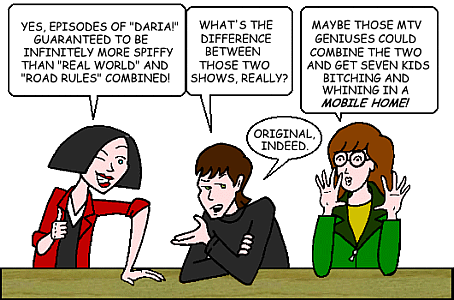 YES, EPISODES OF "DARIA!"
GUARANTEED TO BE
INFINITELY MORE SPIFFY
THAN "REAL WORLD" AND
"ROAD RULES" COMBINED!
WHAT'S THE
DIFFERENCE
BETWEEN
THOSE TWO
SHOWS, REALLY?
ORIGINAL,
INDEED.
MAYBE THOSE MTV
GENIUSES COULD
COMBINE THE TWO
AND GET SEVEN KIDS
BITCHING AND
WHINING IN A
MOBILE HOME!